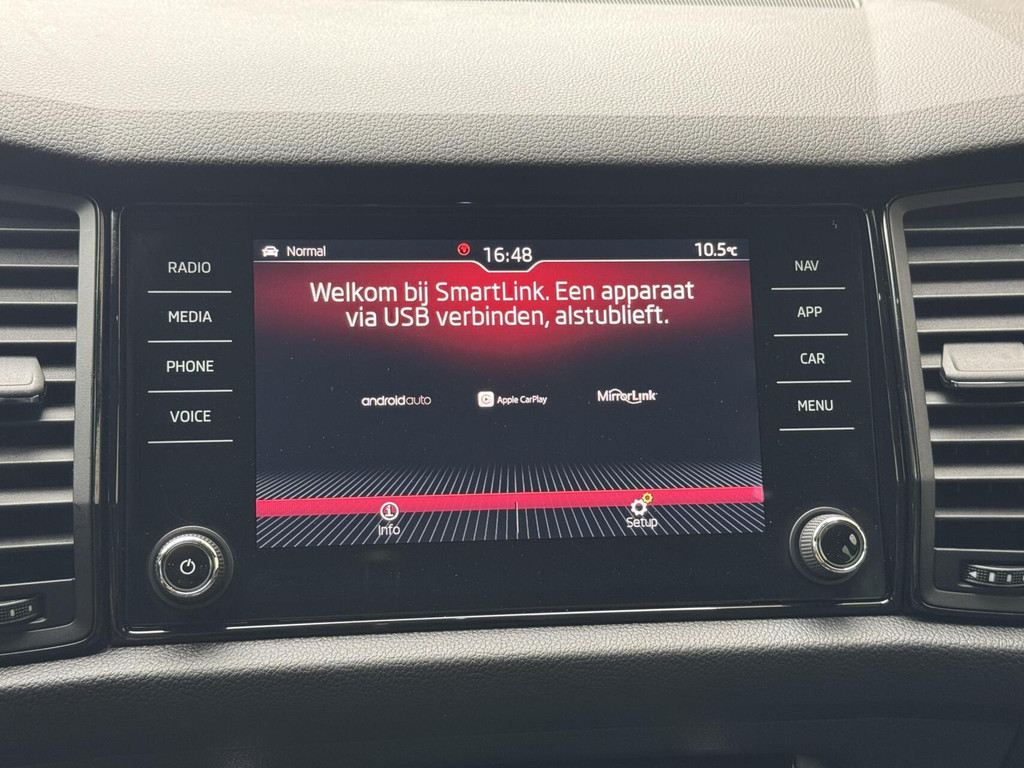 RADIO
MEDIA
PHONE
VOICE
Normal
16:48
10.5°C
Welkom bij SmartLink. Een apparaat
via USB verbinden, alstublieft.
androidauto
Apple CarPlay
MirrorLink
Info
Setup
NAV
APP
CAR
MENU